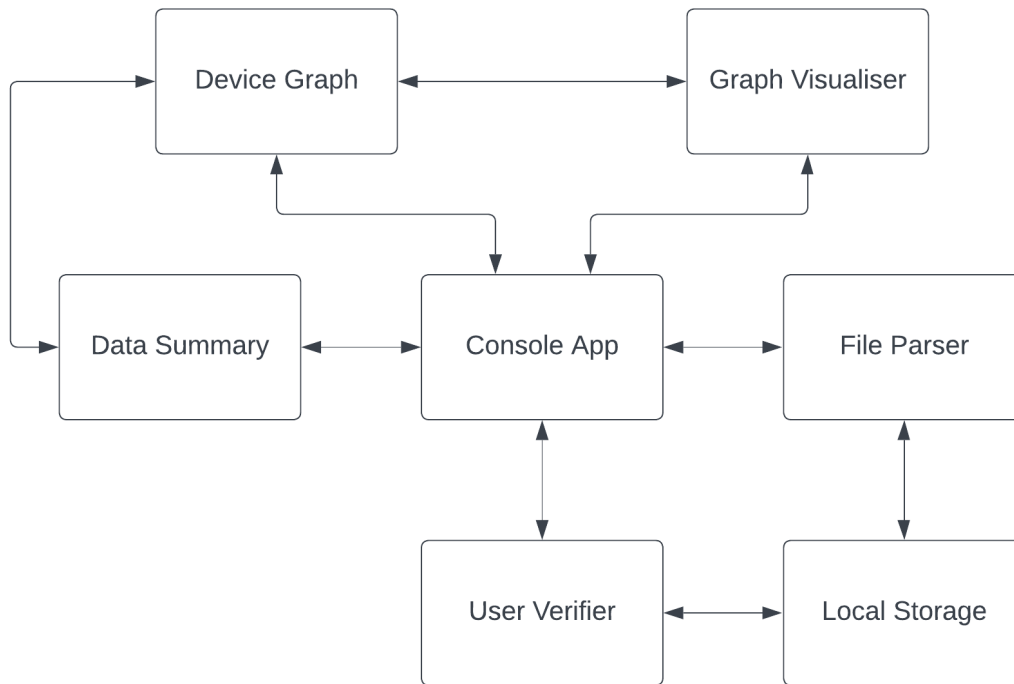 Device Graph
Graph Visualiser
Data Summary
Console App
File Parser
User Verifier
Local Storage